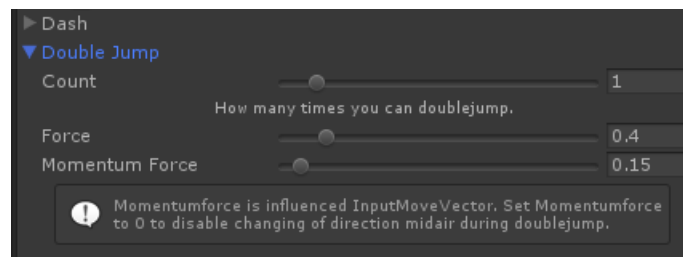 Dash
Double Jump
Count 1
How many times you can doublejump.
Force 0.4
Momentum Force 0.15
Momentumforce is influenced InputMoveVector. Set Momentumforce
to 0 to disable changing of direction midair during doublejump.